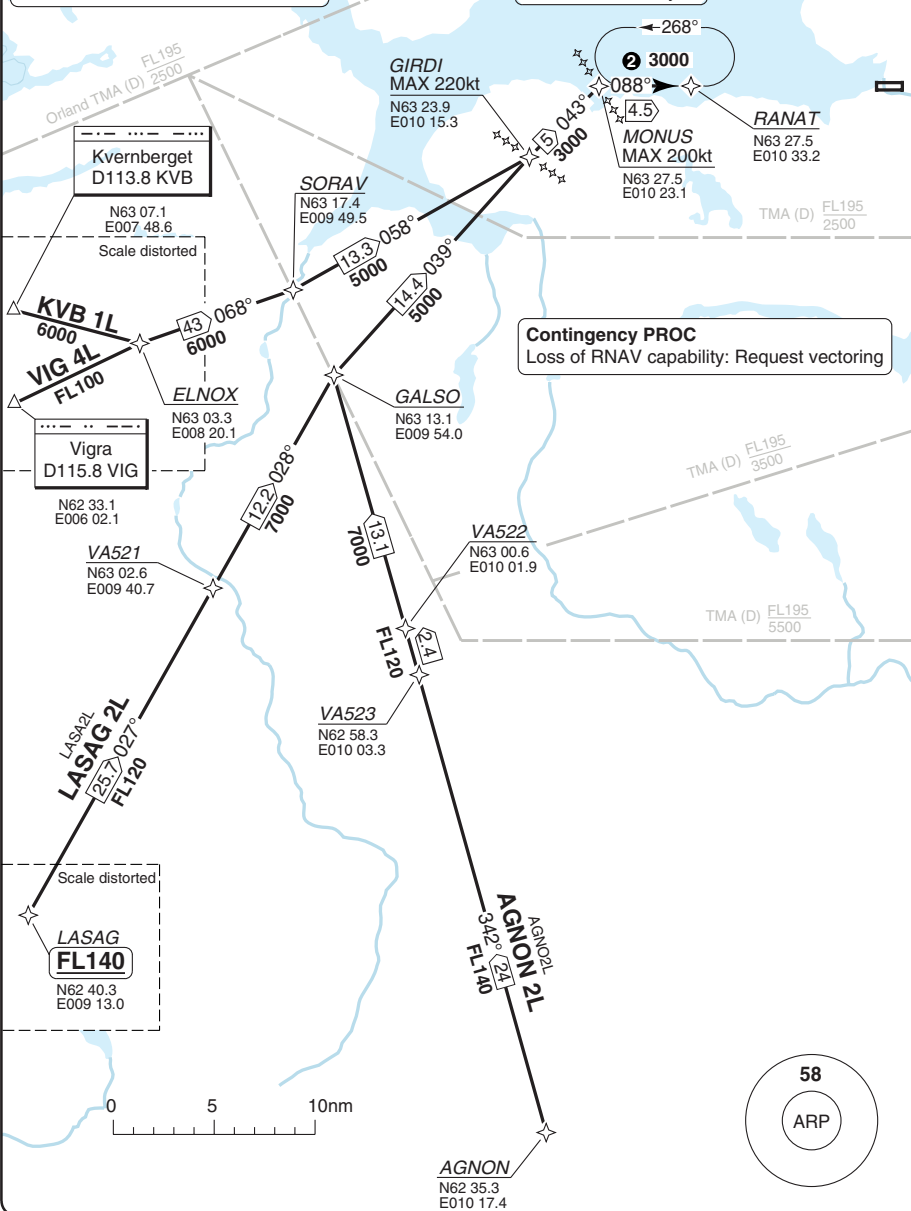 268°
❷ 3000
088°
4.5
RANAT
N63 27.5
E010 33.2
MONUS
MAX 200kt
N63 27.5
E010 23.1
GIRDI
MAX 220kt
N63 23.9
E010 15.3
5 043°
3000
Orland TMA (D) FL195
2500
TMA (D) FL195
2500
Kvernberget
D113.8 KVB
N63 07.1
E007 48.6
Scale distorted
SORAV
N63 17.4
E009 49.5
13.3 058°
5000
14.4 039°
5000
KVB 1L
6000
43 068°
6000
VIG 4L
FL100
ELNOX
N63 03.3
E008 20.1
Vigra
D115.8 VIG
N62 33.1
E006 02.1
Contingency PROC
Loss of RNAV capability: Request vectoring
GALSO
N63 13.1
E009 54.0
TMA (D) FL195
3500
12.2 028°
7000
13.1
7000
VA522
N63 00.6
E010 01.9
VA521
N63 02.6
E009 40.7
TMA (D) FL195
5500
2.4
FL120
VA523
N62 58.3
E010 03.3
LASA2L
LASAG 2L
25.7 027°
FL120
Scale distorted
LASAG
FL140
N62 40.3
E009 13.0
AGNO2L
AGNON 2L
342° 24
FL140
0 5 10nm
AGNON
N62 35.3
E010 17.4
58
ARP